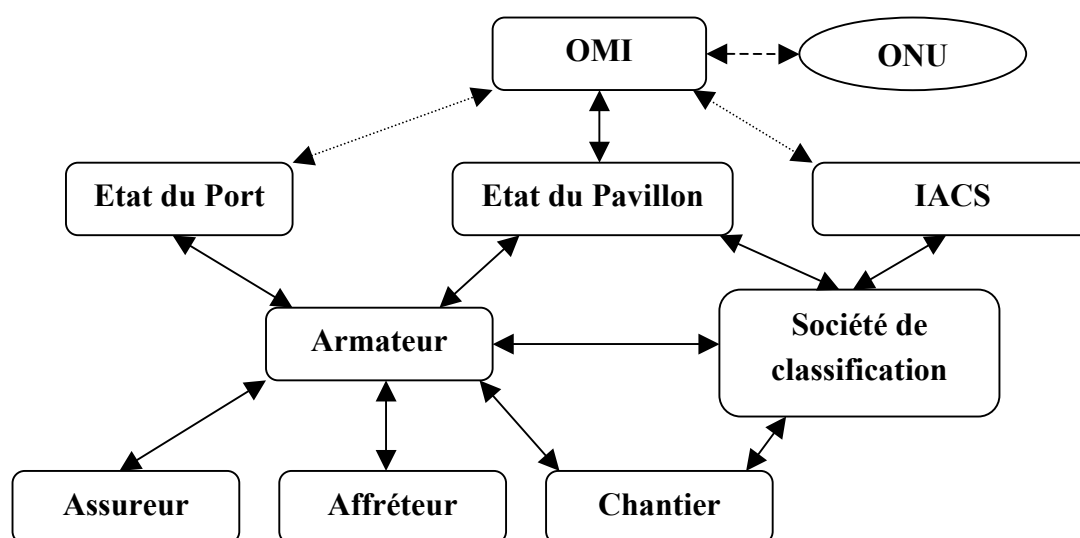 OMI
ONU
Etat du Port
Etat du Pavillon
IACS
Armateur
Société de
classification
Assureur
Affréteur
Chantier